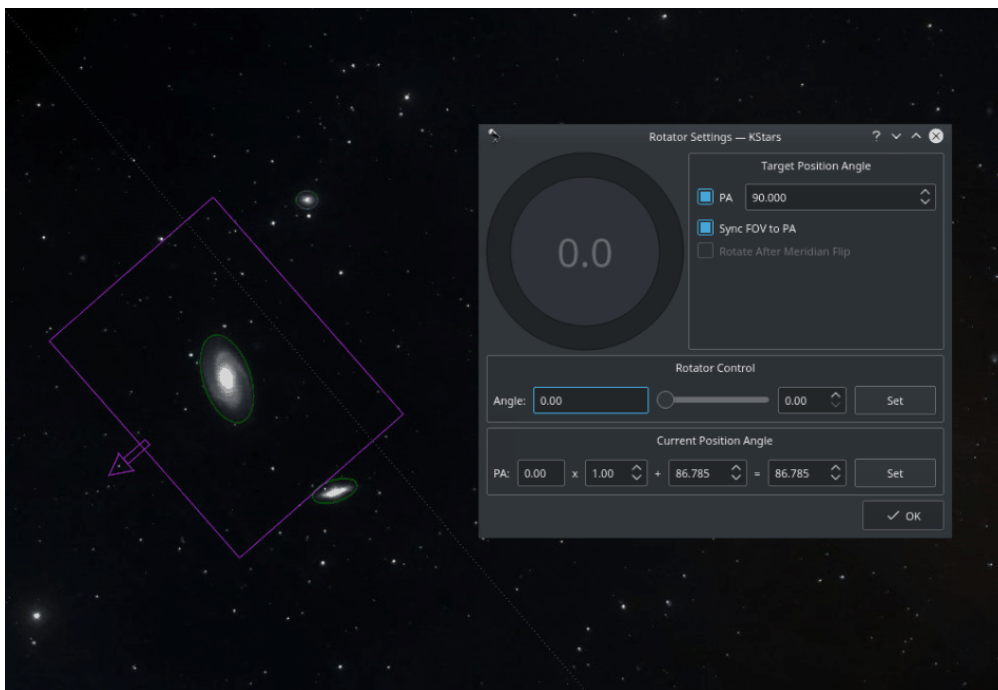 Rotator Settings — KStars
?
0.0
Target Position Angle
PA 90.000
Sync FOV to PA
Rotate After Meridian Flip
Rotator Control
Angle: 0.00 0.00 Set
Current Position Angle
PA: 0.00 x 1.00 + 86.785 = 86.785 Set
OK